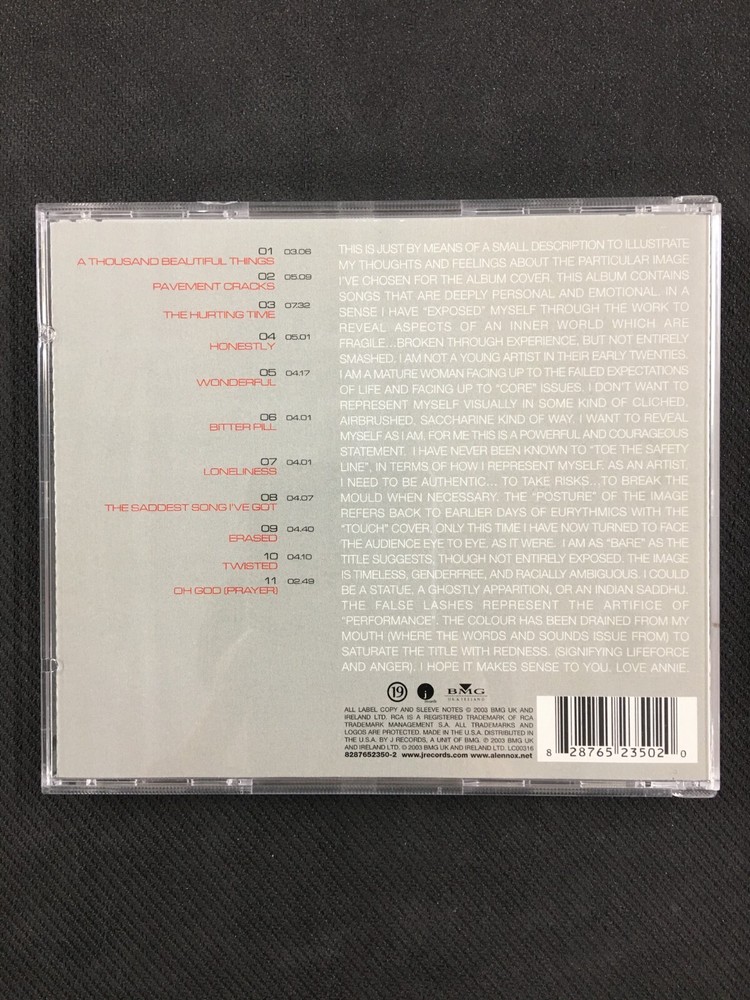 01 03.06
A THOUSAND BEAUTIFUL THINGS
02 05.09
PAVEMENT CRACKS
03 07.32
THE HURTING TIME
04 05.01
HONESTLY
05 04.17
WONDERFUL
06 04.01
BITTER PILL
07 04.01
LONELINESS
08 04.07
THE SADDEST SONG I'VE GOT
09 04.40
ERASED
10 04.10
TWISTED
11 02.49
OH GOD (PRAYER)
THIS IS JUST BY MEANS OF A SMALL DESCRIPTION TO ILLUSTRATE
MY THOUGHTS AND FEELINGS ABOUT THE PARTICULAR IMAGE
I'VE CHOSEN FOR THE ALBUM COVER. THIS ALBUM CONTAINS
SONGS THAT ARE DEEPLY PERSONAL AND EMOTIONAL. IN A
SENSE I HAVE "EXPOSED" MYSELF THROUGH THE WORK TO
REVEAL ASPECTS OF AN INNER WORLD WHICH ARE
FRAGILE...BROKEN THROUGH EXPERIENCE, BUT NOT ENTIRELY
SMASHED. I AM NOT A YOUNG ARTIST IN THEIR EARLY TWENTIES.
I AM A MATURE WOMAN FACING UP TO THE FAILED EXPECTATIONS
OF LIFE AND FACING UP TO "CORE" ISSUES. I DON'T WANT TO
REPRESENT MYSELF VISUALLY IN SOME KIND OF CLICHED,
AIRBRUSHED, SACCHARINE KIND OF WAY. I WANT TO REVEAL
MYSELF AS I AM. FOR ME THIS IS A POWERFUL AND COURAGEOUS
STATEMENT. I HAVE NEVER BEEN KNOWN TO "TOE THE SAFETY
LINE", IN TERMS OF HOW I REPRESENT MYSELF. AS AN ARTIST
I NEED TO BE AUTHENTIC... TO TAKE RISKS...TO BREAK THE
MOULD WHEN NECESSARY. THE "POSTURE" OF THE IMAGE
REFERS BACK TO EARLIER DAYS OF EURYTHMICS WITH THE
"TOUCH" COVER. ONLY THIS TIME I HAVE NOW TURNED TO FACE
THE AUDIENCE EYE TO EYE, AS IT WERE. I AM AS "BARE" AS THE
TITLE SUGGESTS, THOUGH NOT ENTIRELY EXPOSED. THE IMAGE
IS TIMELESS, GENDERFREE, AND RACIALLY AMBIGUOUS. I COULD
BE A STATUE, A GHOSTLY APPARITION, OR AN INDIAN SADDHU.
THE FALSE LASHES REPRESENT THE ARTIFICE OF
"PERFORMANCE". THE COLOUR HAS BEEN DRAINED FROM MY
MOUTH (WHERE THE WORDS AND SOUNDS ISSUE FROM) TO
SATURATE THE TITLE WITH REDNESS. (SIGNIFYING LIFEFORCE
AND ANGER). I HOPE IT MAKES SENSE TO YOU. LOVE ANNIE.
19 J records BMG
UK & IRELAND
ALL LABEL COPY AND SLEEVE NOTES © 2003 BMG UK AND
IRELAND LTD. RCA IS A REGISTERED TRADEMARK OF RCA
TRADEMARK MANAGEMENT S.A. ALL TRADEMARKS AND
LOGOS ARE PROTECTED. MADE IN THE U.S.A. DISTRIBUTED IN
THE U.S.A. BY J RECORDS, A UNIT OF BMG. ℗ 2003 BMG UK
AND IRELAND LTD. © 2003 BMG UK AND IRELAND LTD. LC00316
8287652350-2 www.jrecords.com www.alennox.net
8 28765 23502 0